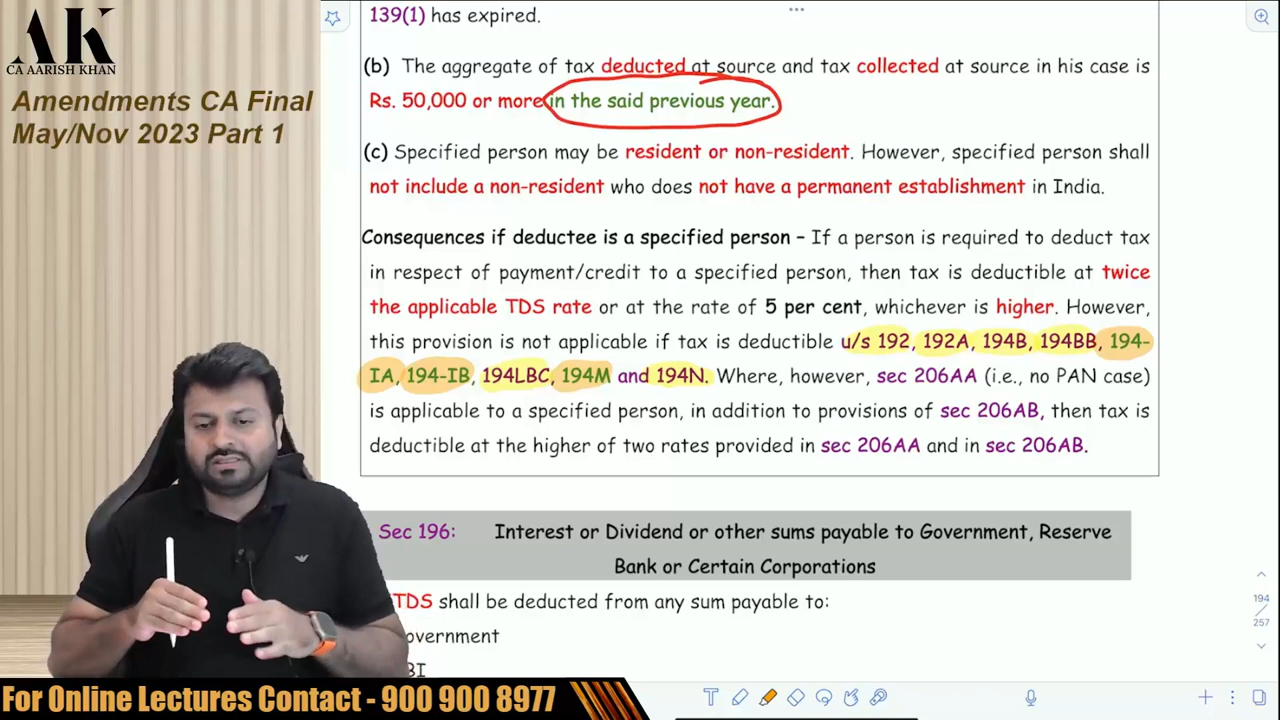 AK
CA AARISH KHAN
Amendments CA Final
May/Nov 2023 Part 1
139(1) has expired.
(b) The aggregate of tax deducted at source and tax collected at source in his case is
Rs. 50,000 or more in the said previous year.
(c) Specified person may be resident or non-resident. However, specified person shall
not include a non-resident who does not have a permanent establishment in India.
Consequences if deductee is a specified person – If a person is required to deduct tax
in respect of payment/credit to a specified person, then tax is deductible at twice
the applicable TDS rate or at the rate of 5 per cent, whichever is higher. However,
this provision is not applicable if tax is deductible u/s 192, 192A, 194B, 194BB, 194-
IA, 194-IB, 194LBC, 194M and 194N. Where, however, sec 206AA (i.e., no PAN case)
is applicable to a specified person, in addition to provisions of sec 206AB, then tax is
deductible at the higher of two rates provided in sec 206AA and in sec 206AB.
Sec 196: Interest or Dividend or other sums payable to Government, Reserve
Bank or Certain Corporations
TDS shall be deducted from any sum payable to:
overnment
BI
194
257
For Online Lectures Contact - 900 900 8977